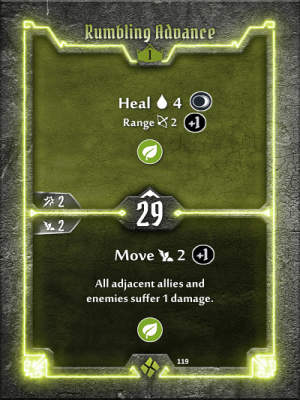 Rumbling Advance
1
Heal 4
Range 2 +1
2
29
2
Move 2 +1
All adjacent allies and
enemies suffer 1 damage.
119